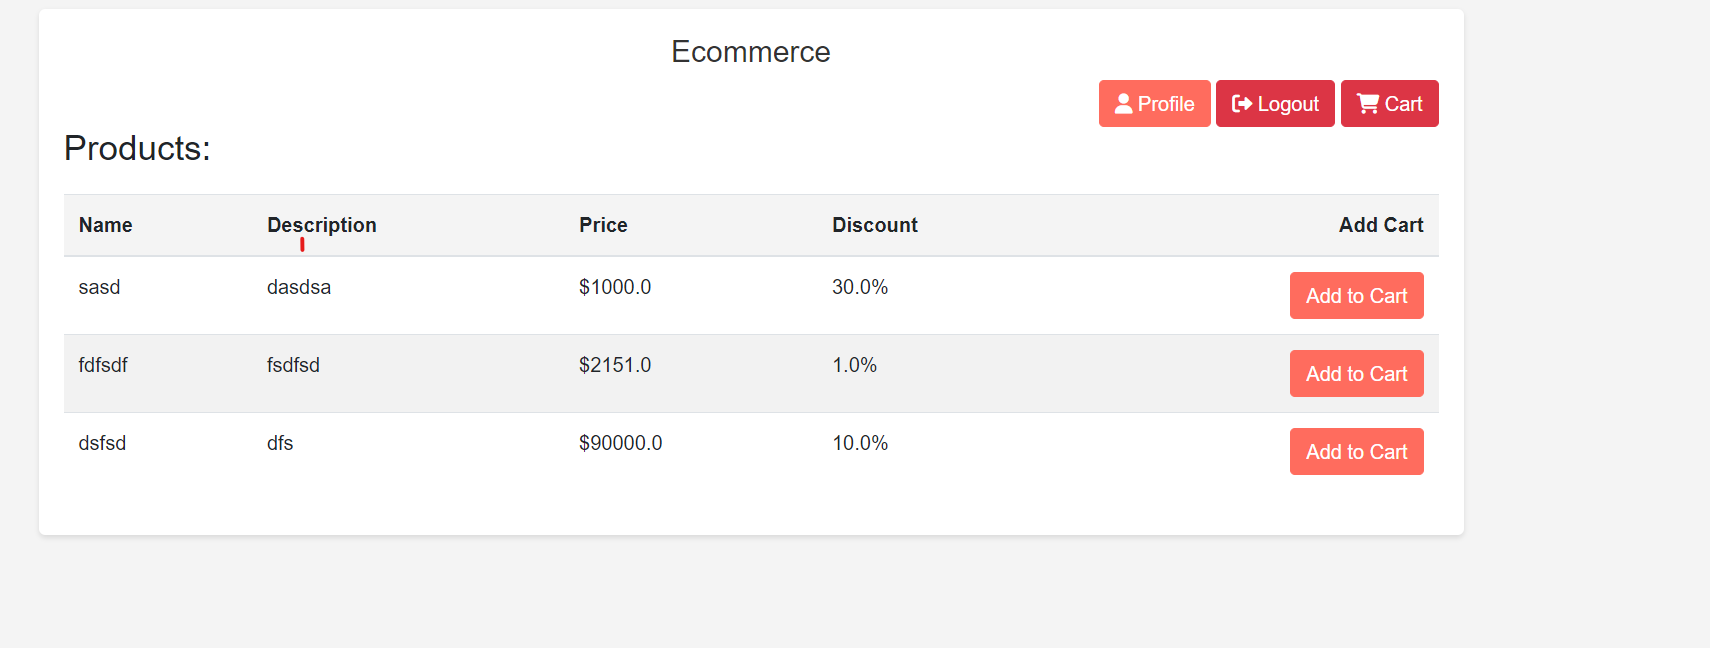 Ecommerce
Profile Logout Cart
Products:
Name Description Price Discount Add Cart
sasd dasdsa $1000.0 30.0% Add to Cart
fdfsdf fsdfsd $2151.0 1.0% Add to Cart
dsfsd dfs $90000.0 10.0% Add to Cart